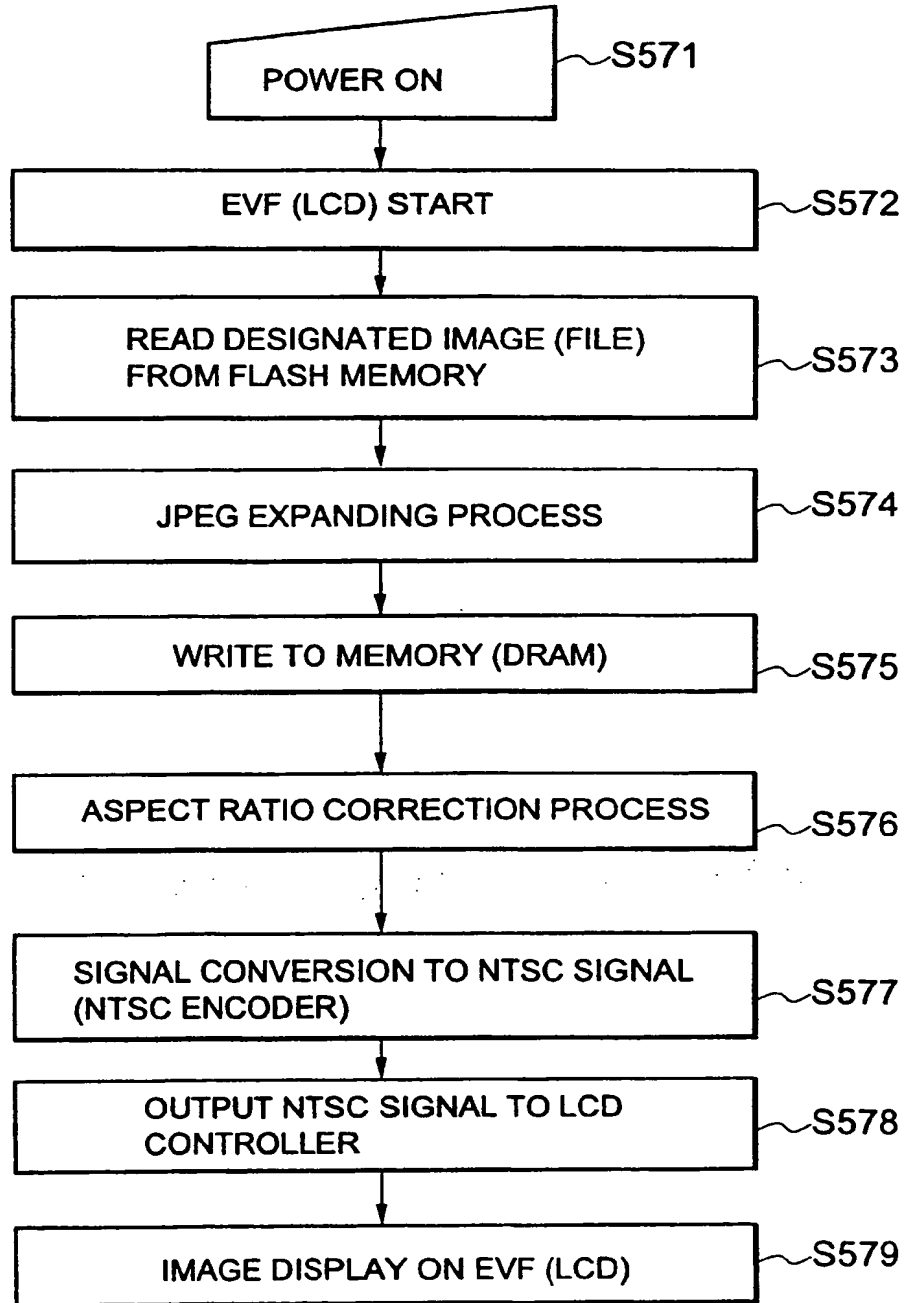 POWER ON
S571
EVF (LCD) START
S572
READ DESIGNATED IMAGE (FILE)
FROM FLASH MEMORY
S573
JPEG EXPANDING PROCESS
S574
WRITE TO MEMORY (DRAM)
S575
ASPECT RATIO CORRECTION PROCESS
S576
SIGNAL CONVERSION TO NTSC SIGNAL
(NTSC ENCODER)
S577
OUTPUT NTSC SIGNAL TO LCD
CONTROLLER
S578
IMAGE DISPLAY ON EVF (LCD)
S579